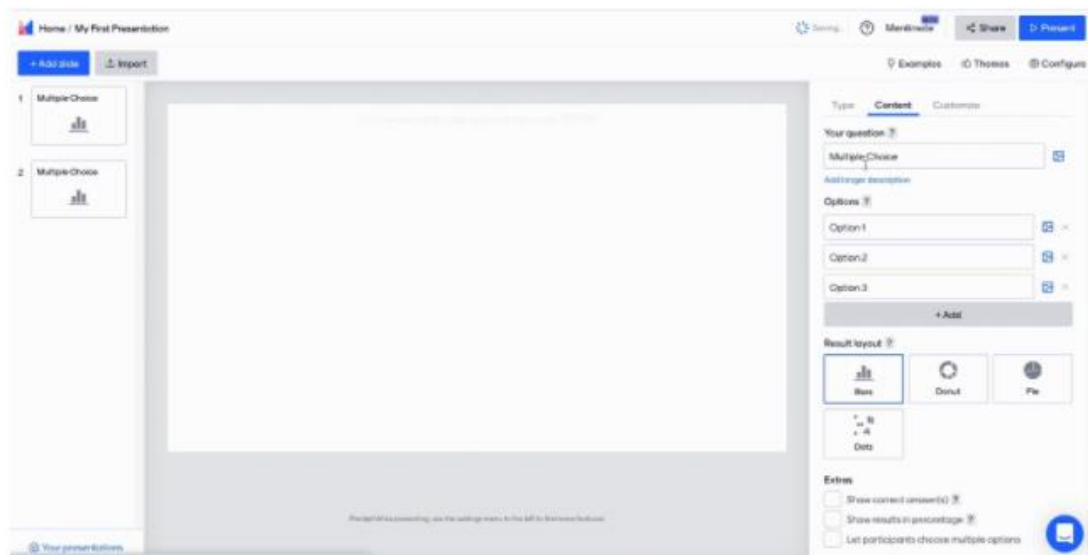 Home / My First Presentation
Saving..
Mentimeter
Share
Present
+ Add slide
Import
Examples
Themes
Configure
1 Multiple Choice
2 Multiple Choice
Type Content Customize
Your question ?
Multiple Choice
Add longer description
Options ?
Option 1
Option 2
Option 3
+ Add
Result layout ?
Bars
Donut
Pie
Dots
Extras
Show correct answer(s) ?
Show results in percentage ?
Let participants choose multiple options
Your presentations